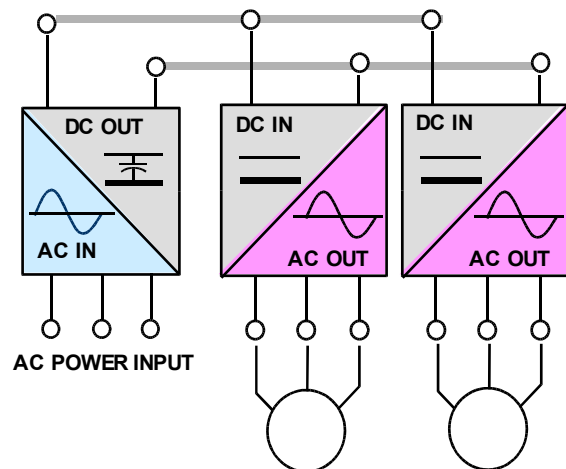 DC OUT
AC IN
DC IN
AC OUT
DC IN
AC OUT
AC POWER INPUT